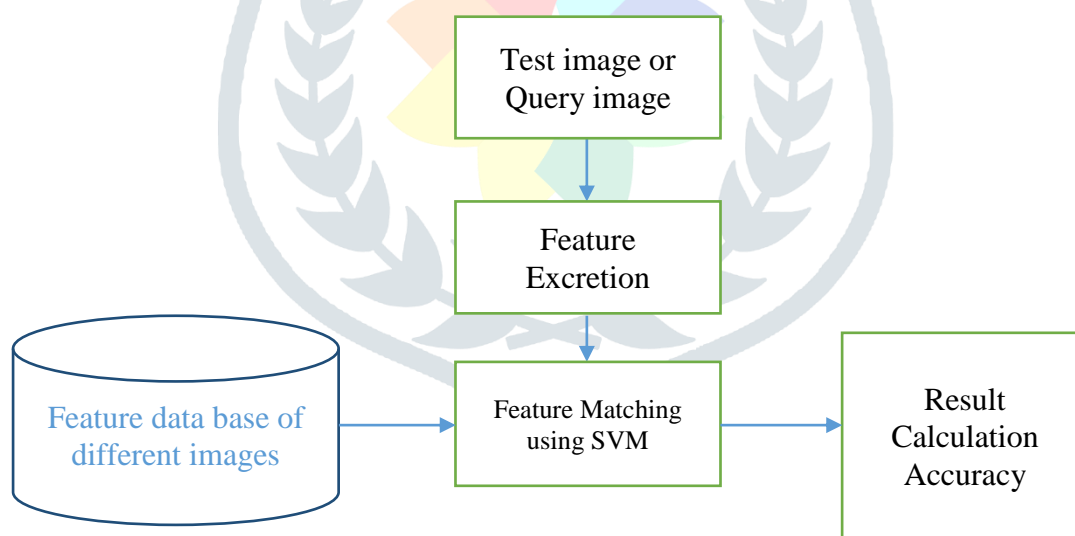 Test image or
Query image
Feature
Excretion
Feature data base of
different images
Feature Matching
using SVM
Result
Calculation
Accuracy